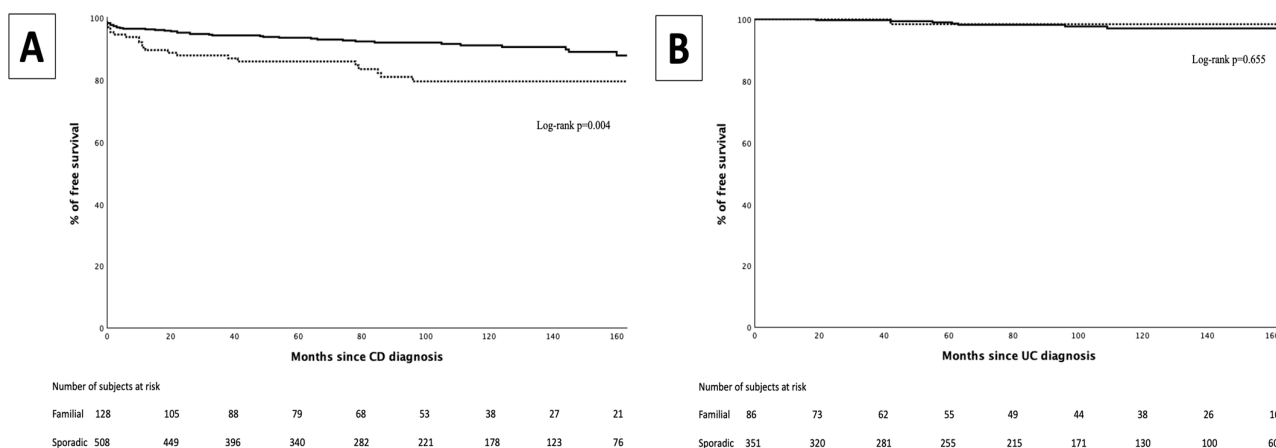 A
100
80
60
40
20
0
% of free survival
Log-rank p=0.004
0 20 40 60 80 100 120 140 160
Months since CD diagnosis
Number of subjects at risk
Familial 128 105 88 79 68 53 38 27 21
Sporadic 508 449 396 340 282 221 178 123 76
B
100
80
60
40
20
0
% of free survival
Log-rank p=0.655
0 20 40 60 80 100 120 140
Months since UC diagnosis
Number of subjects at risk
Familial 86 73 62 55 49 44 38 26
Sporadic 351 320 281 255 215 171 130 100